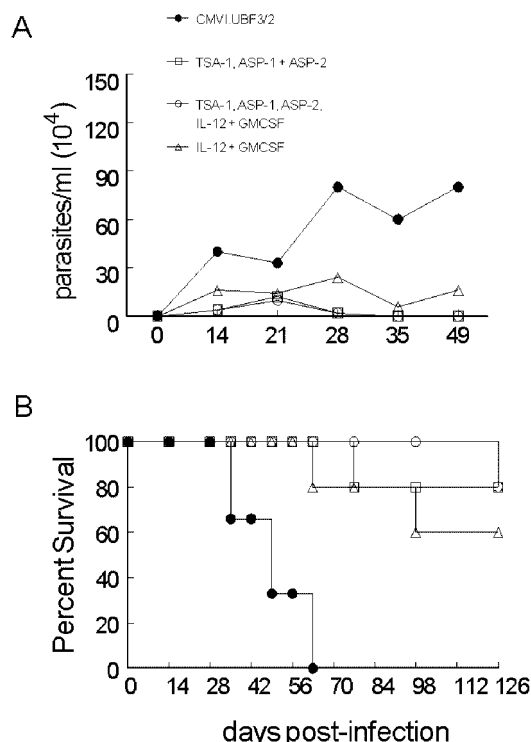 A
CMVI.UBF3/2
TSA-1, ASP-1 + ASP-2
TSA-1, ASP-1, ASP-2,
IL-12 + GMCSF
IL-12 + GMCSF
parasites/ml (10⁴)
150
120
90
60
30
0
0 14 21 28 35 49
B
Percent Survival
100
80
60
40
20
0
0 14 28 42 56 70 84 98 112 126
days post-infection